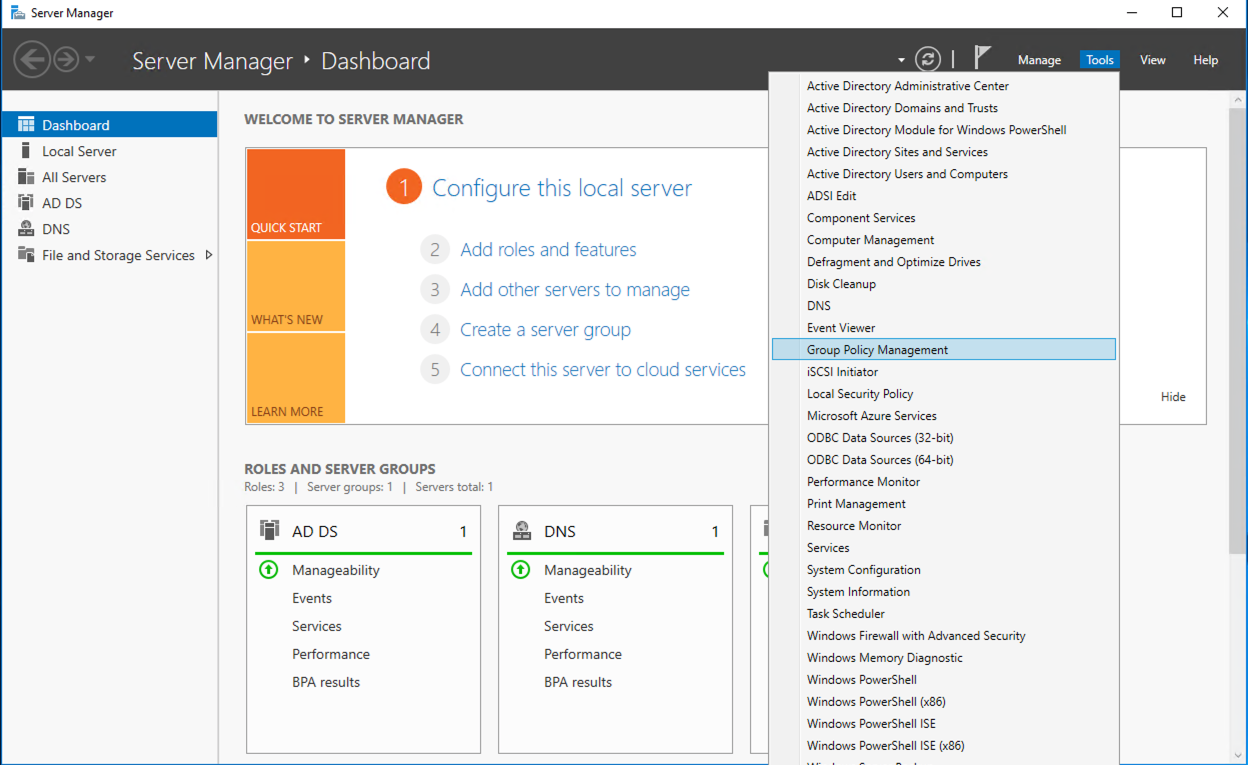 Server Manager
Server Manager ‣ Dashboard
Manage Tools View Help
Dashboard
Local Server
All Servers
AD DS
DNS
File and Storage Services
WELCOME TO SERVER MANAGER
QUICK START
WHAT'S NEW
LEARN MORE
1 Configure this local server
2 Add roles and features
3 Add other servers to manage
4 Create a server group
5 Connect this server to cloud services
Hide
ROLES AND SERVER GROUPS
Roles: 3 | Server groups: 1 | Servers total: 1
AD DS 1
Manageability
Events
Services
Performance
BPA results
DNS 1
Manageability
Events
Services
Performance
BPA results
Active Directory Administrative Center
Active Directory Domains and Trusts
Active Directory Module for Windows PowerShell
Active Directory Sites and Services
Active Directory Users and Computers
ADSI Edit
Component Services
Computer Management
Defragment and Optimize Drives
Disk Cleanup
DNS
Event Viewer
Group Policy Management
iSCSI Initiator
Local Security Policy
Microsoft Azure Services
ODBC Data Sources (32-bit)
ODBC Data Sources (64-bit)
Performance Monitor
Print Management
Resource Monitor
Services
System Configuration
System Information
Task Scheduler
Windows Firewall with Advanced Security
Windows Memory Diagnostic
Windows PowerShell
Windows PowerShell (x86)
Windows PowerShell ISE
Windows PowerShell ISE (x86)